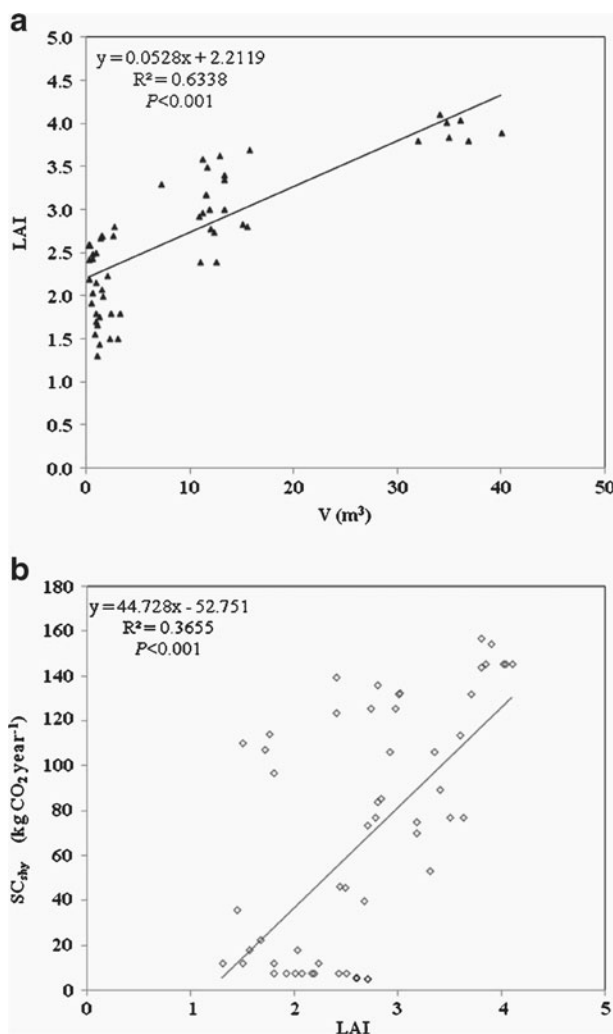 a
y = 0.0528x + 2.2119
R² = 0.6338
P<0.001
5.0
4.5
4.0
3.5
3.0
2.5
2.0
1.5
1.0
0.5
0.0
LAI
0 10 20 30 40 50
V (m³)
b
y = 44.728x - 52.751
R² = 0.3655
P<0.001
180
160
140
120
100
80
60
40
20
0
SCshy (kg CO₂ year⁻¹)
0 1 2 3 4 5
LAI